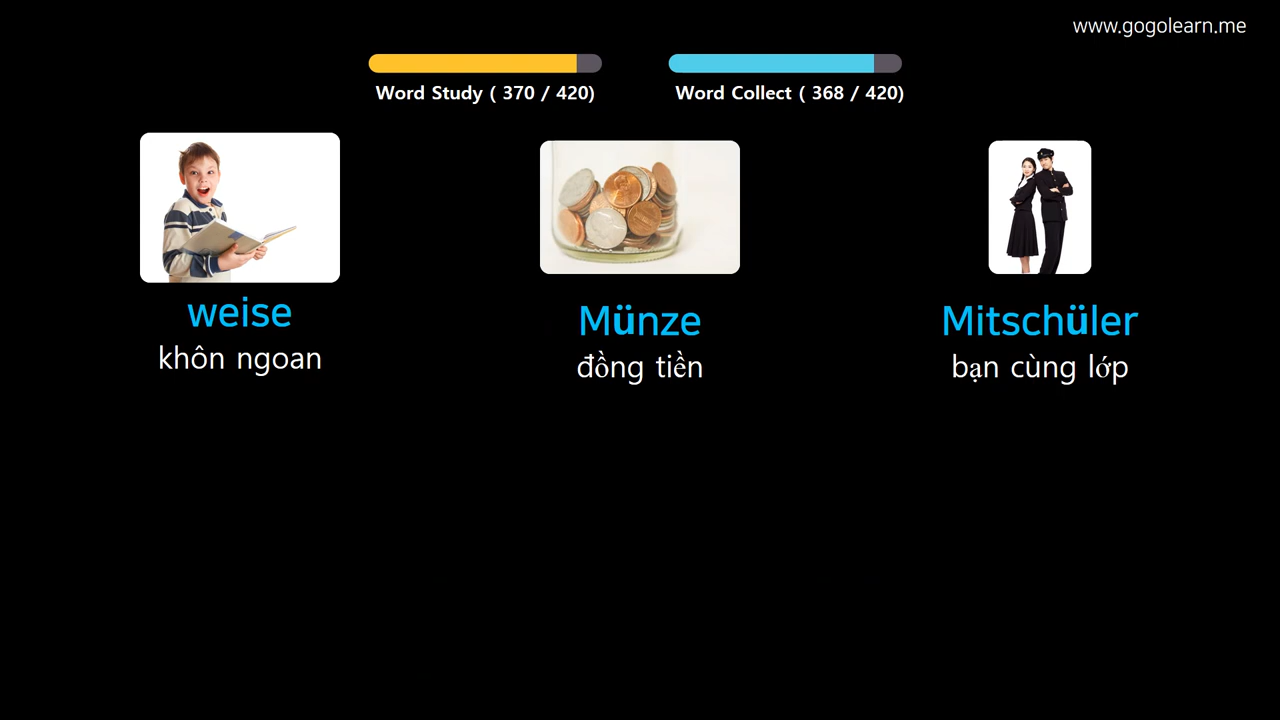 www.gogolearn.me
Word Study ( 370 / 420)
Word Collect ( 368 / 420)
weise
khôn ngoan
Münze
đồng tiền
Mitschüler
bạn cùng lớp